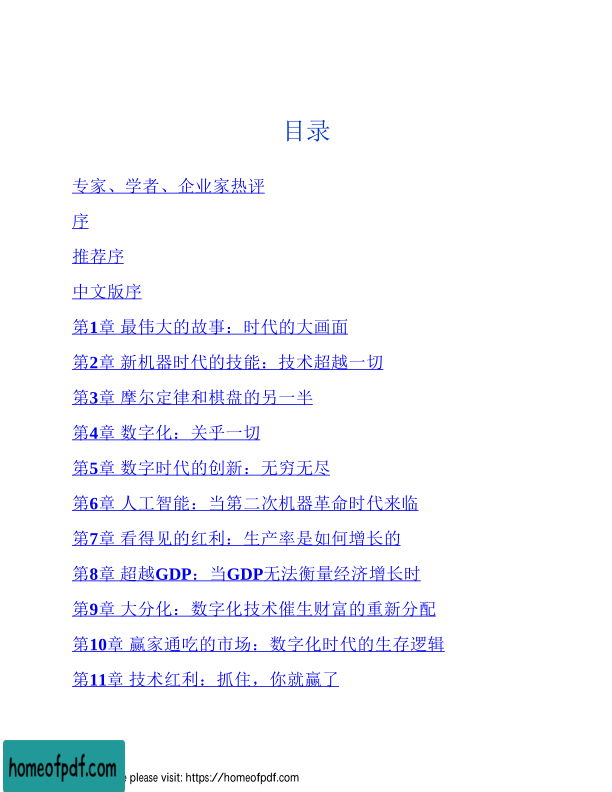 目录
专家、学者、企业家热评
序
推荐序
中文版序
第1章 最伟大的故事：时代的大画面
第2章 新机器时代的技能：技术超越一切
第3章 摩尔定律和棋盘的另一半
第4章 数字化：关乎一切
第5章 数字时代的创新：无穷无尽
第6章 人工智能：当第二次机器革命时代来临
第7章 看得见的红利：生产率是如何增长的
第8章 超越GDP：当GDP无法衡量经济增长时
第9章 大分化：数字化技术催生财富的重新分配
第10章 赢家通吃的市场：数字化时代的生存逻辑
第11章 技术红利：抓住，你就赢了
homeofpdf.com
please visit: https://homeofpdf.com